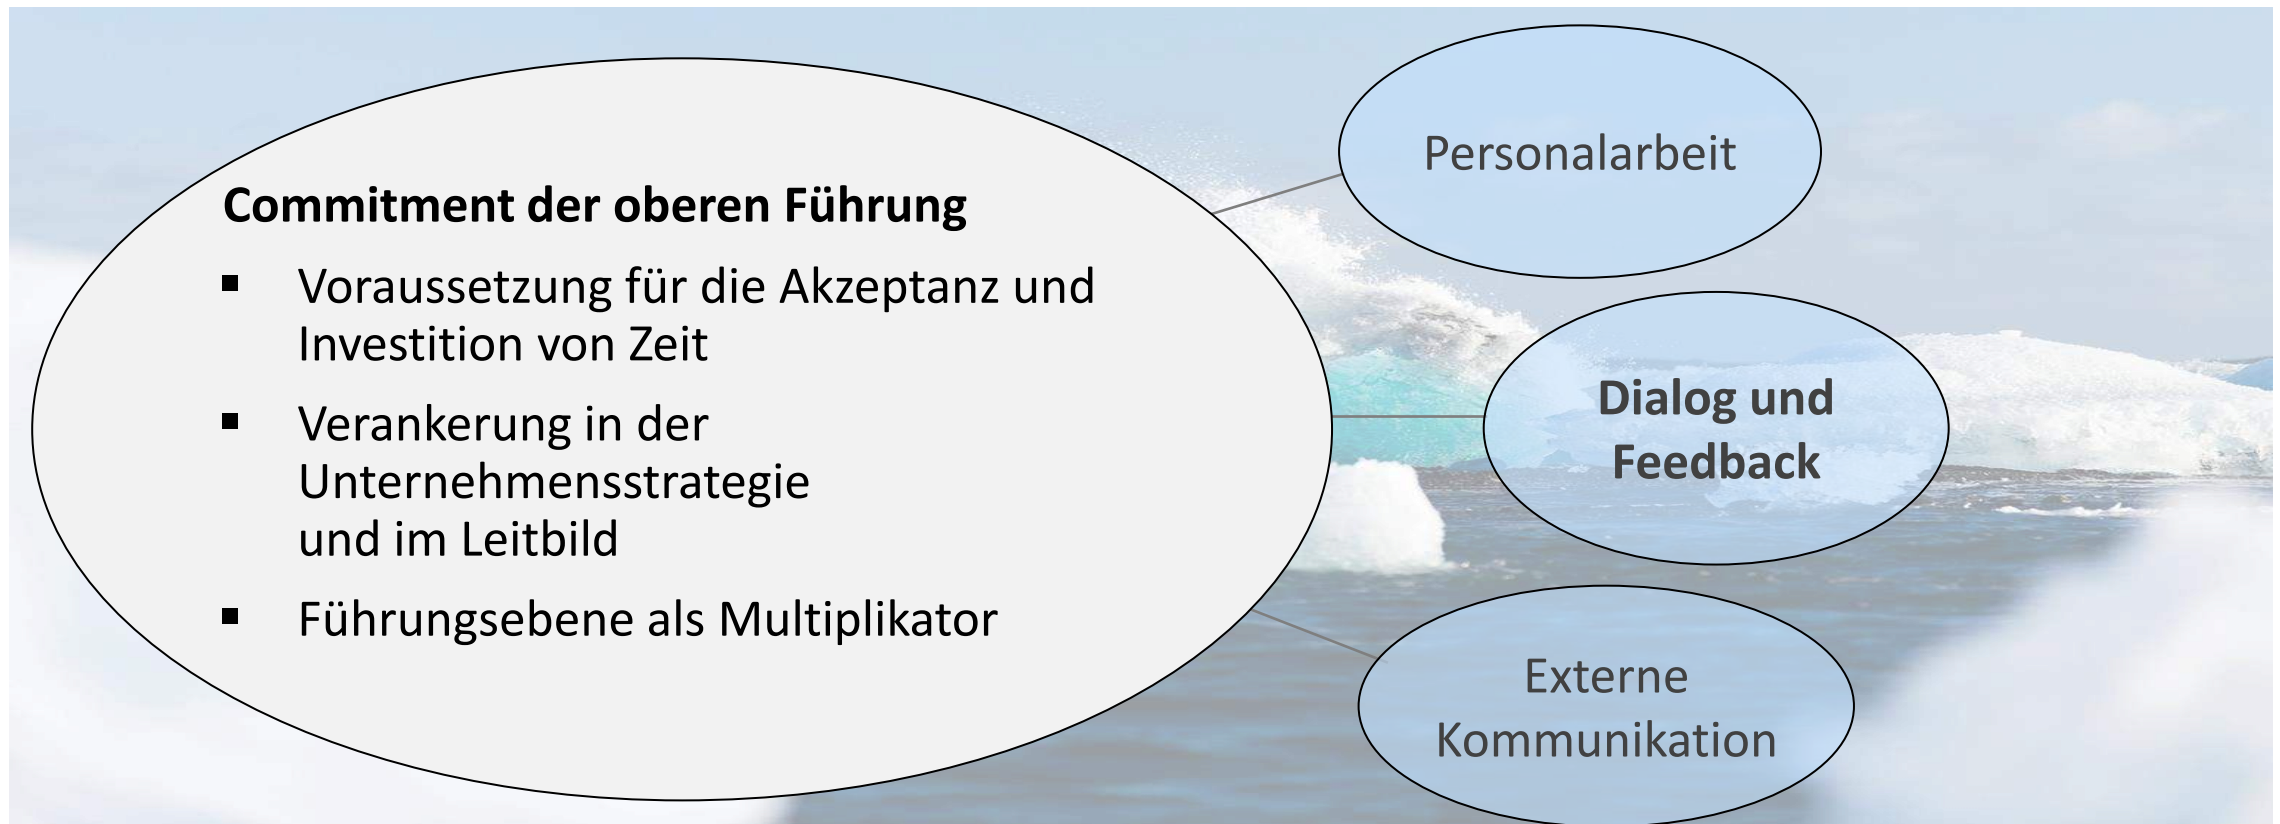 Commitment der oberen Führung
▪ Voraussetzung für die Akzeptanz und
Investition von Zeit
▪ Verankerung in der
Unternehmensstrategie
und im Leitbild
▪ Führungsebene als Multiplikator
Personalarbeit
Dialog und
Feedback
Externe
Kommunikation